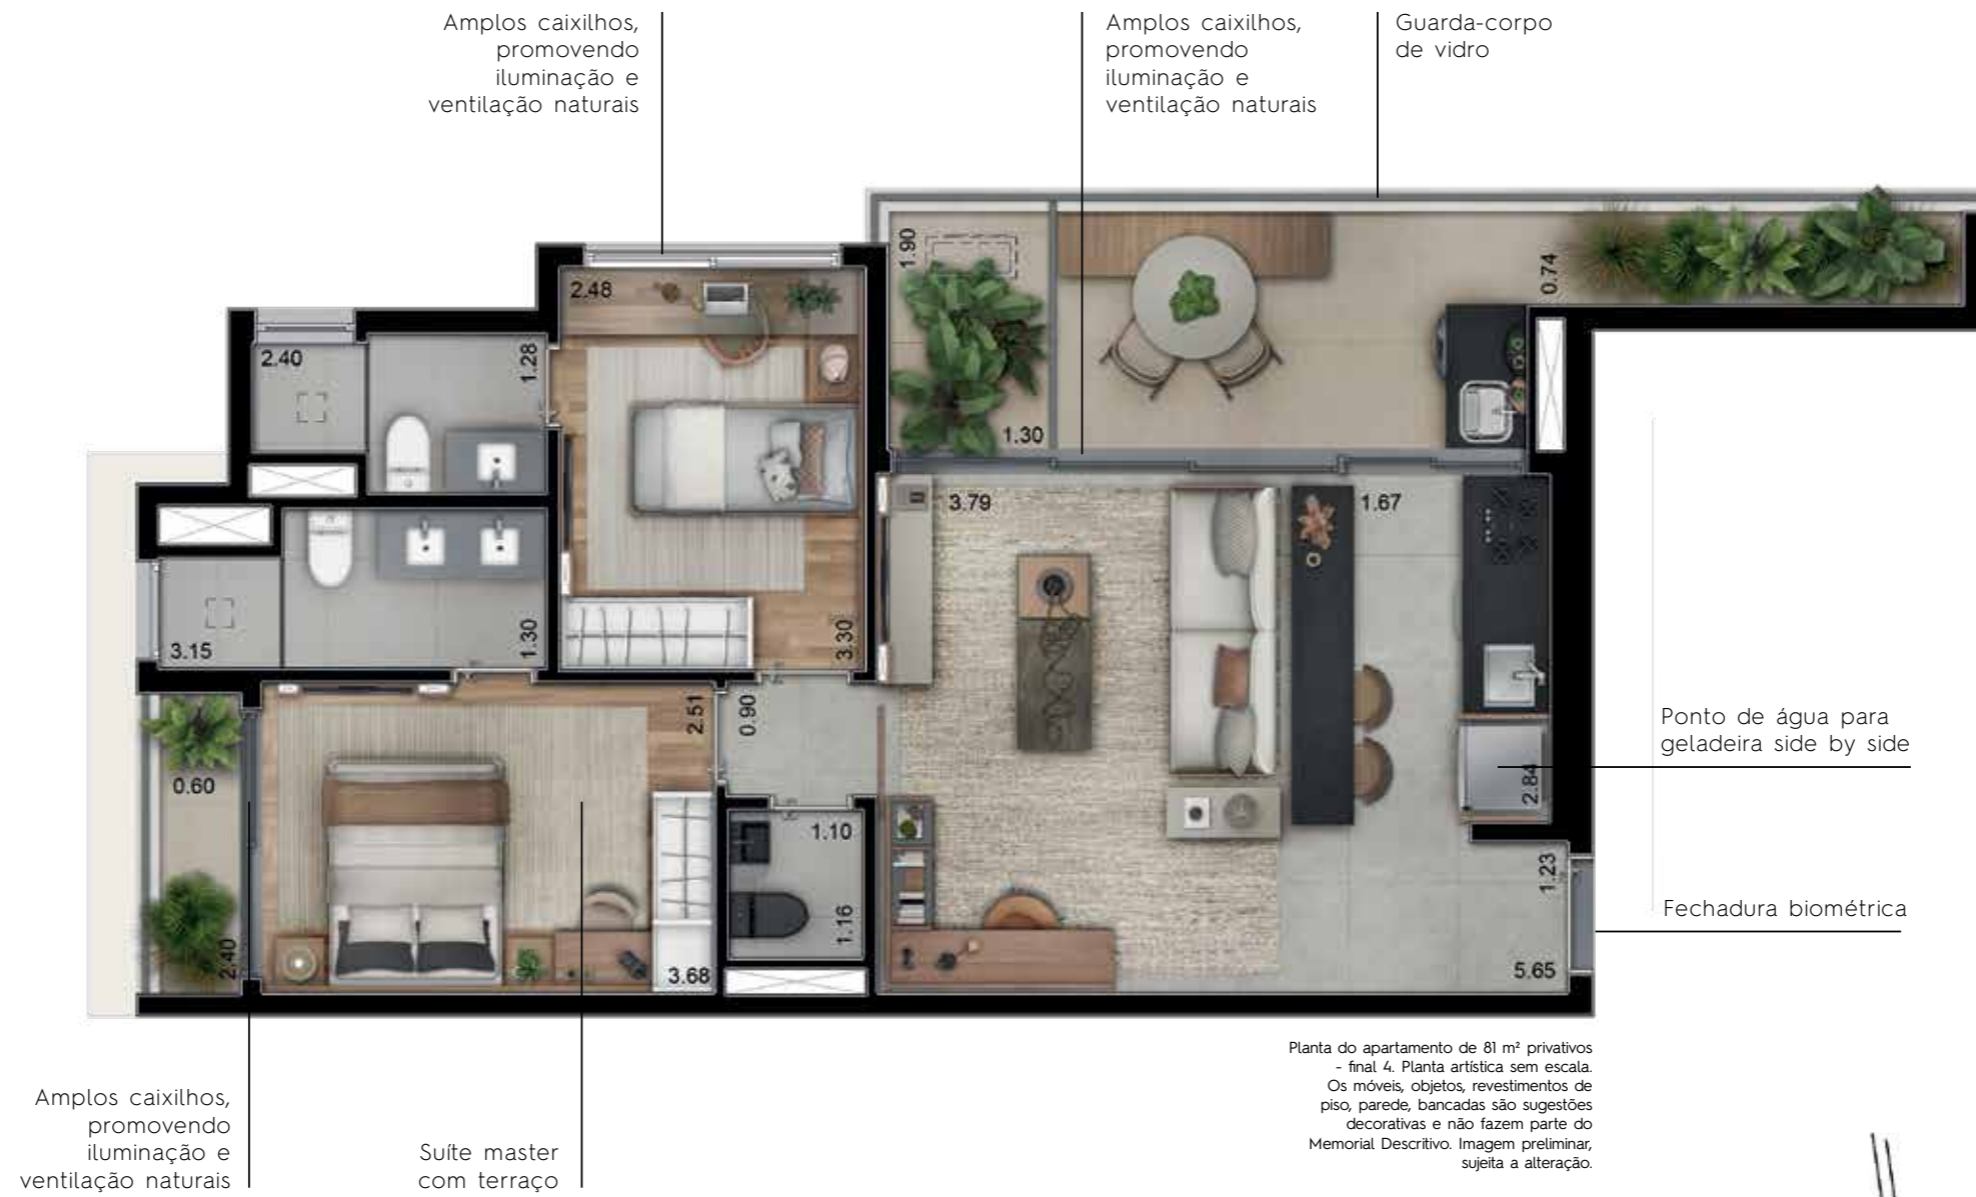 Amplos caixilhos,
promovendo
iluminação e
ventilação naturais
Amplos caixilhos,
promovendo
iluminação e
ventilação naturais
Guarda-corpo
de vidro
1.90
0.74
2.48
2.40
1.28
1.30
3.79
1.67
3.15
1.30
3.30
2.51
0.90
0.60
2.40
3.68
1.10
1.16
2.84
1.23
5.65
Ponto de água para
geladeira side by side
Fechadura biométrica
Planta do apartamento de 81 m² privativos
- final 4. Planta artística sem escala.
Os móveis, objetos, revestimentos de
piso, parede, bancadas são sugestões
decorativas e não fazem parte do
Memorial Descritivo. Imagem preliminar,
sujeita a alteração.
Amplos caixilhos,
promovendo
iluminação e
ventilação naturais
Suíte master
com terraço